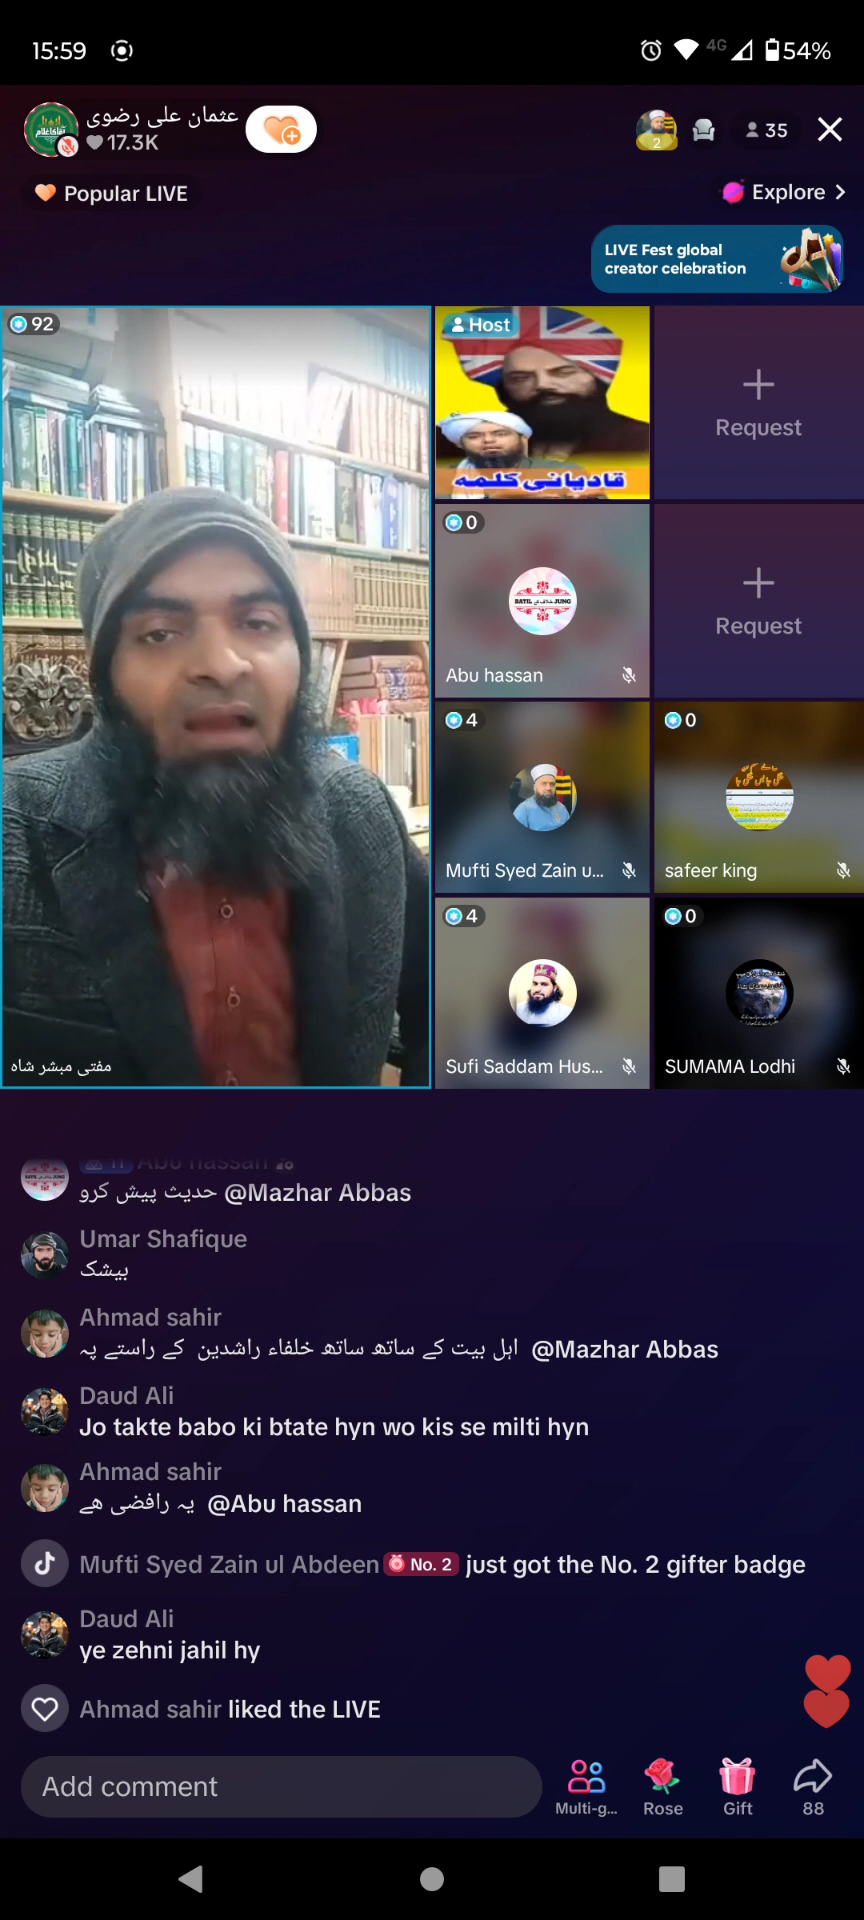 15:59
4G
54%
عثمان علی رضوی
17.3K
2
35
Popular LIVE
Explore
LIVE Fest global
creator celebration
92
Host
قادیانی کلمہ
Request
0
BATIL کے خلاف JUNG
Abu hassan
Request
4
Mufti Syed Zain u...
0
safeer king
4
Sufi Saddam Hus...
0
SUMAMA Lodhi
مفتی مبشر شاہ
Abu hassan
حدیث پیش کرو @Mazhar Abbas
Umar Shafique
بیشک
Ahmad sahir
اہل بیت کے ساتھ ساتھ خلفاء راشدین کے راستے پہ @Mazhar Abbas
Daud Ali
Jo takte babo ki btate hyn wo kis se milti hyn
Ahmad sahir
یہ رافضی ھے @Abu hassan
Mufti Syed Zain ul Abdeen No. 2 just got the No. 2 gifter badge
Daud Ali
ye zehni jahil hy
Ahmad sahir liked the LIVE
Add comment
Multi-g...
Rose
Gift
88